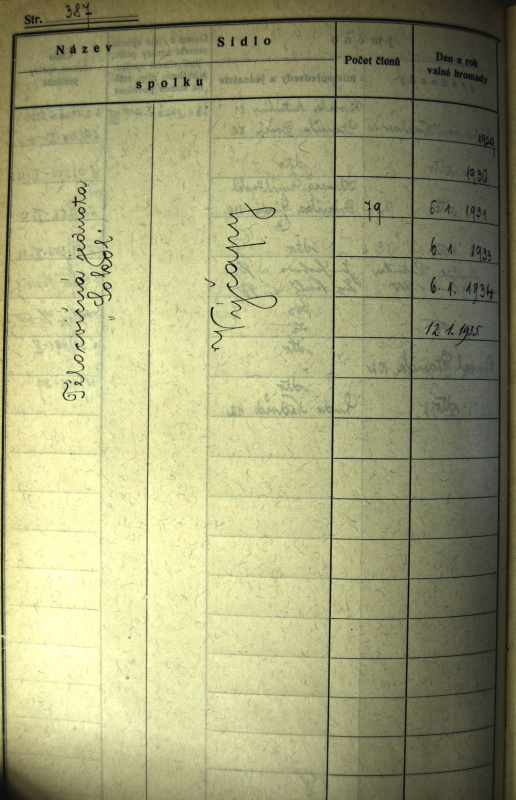 Str. 387
Název
Sídlo
spolku
Počet členů
Den a rok
valné hromady
Tělocvičná jednota
"Sokol"
Výčapy
1929
1930
79 6.1. 1931
6.1. 1933
6.1. 1934
12.1.1935